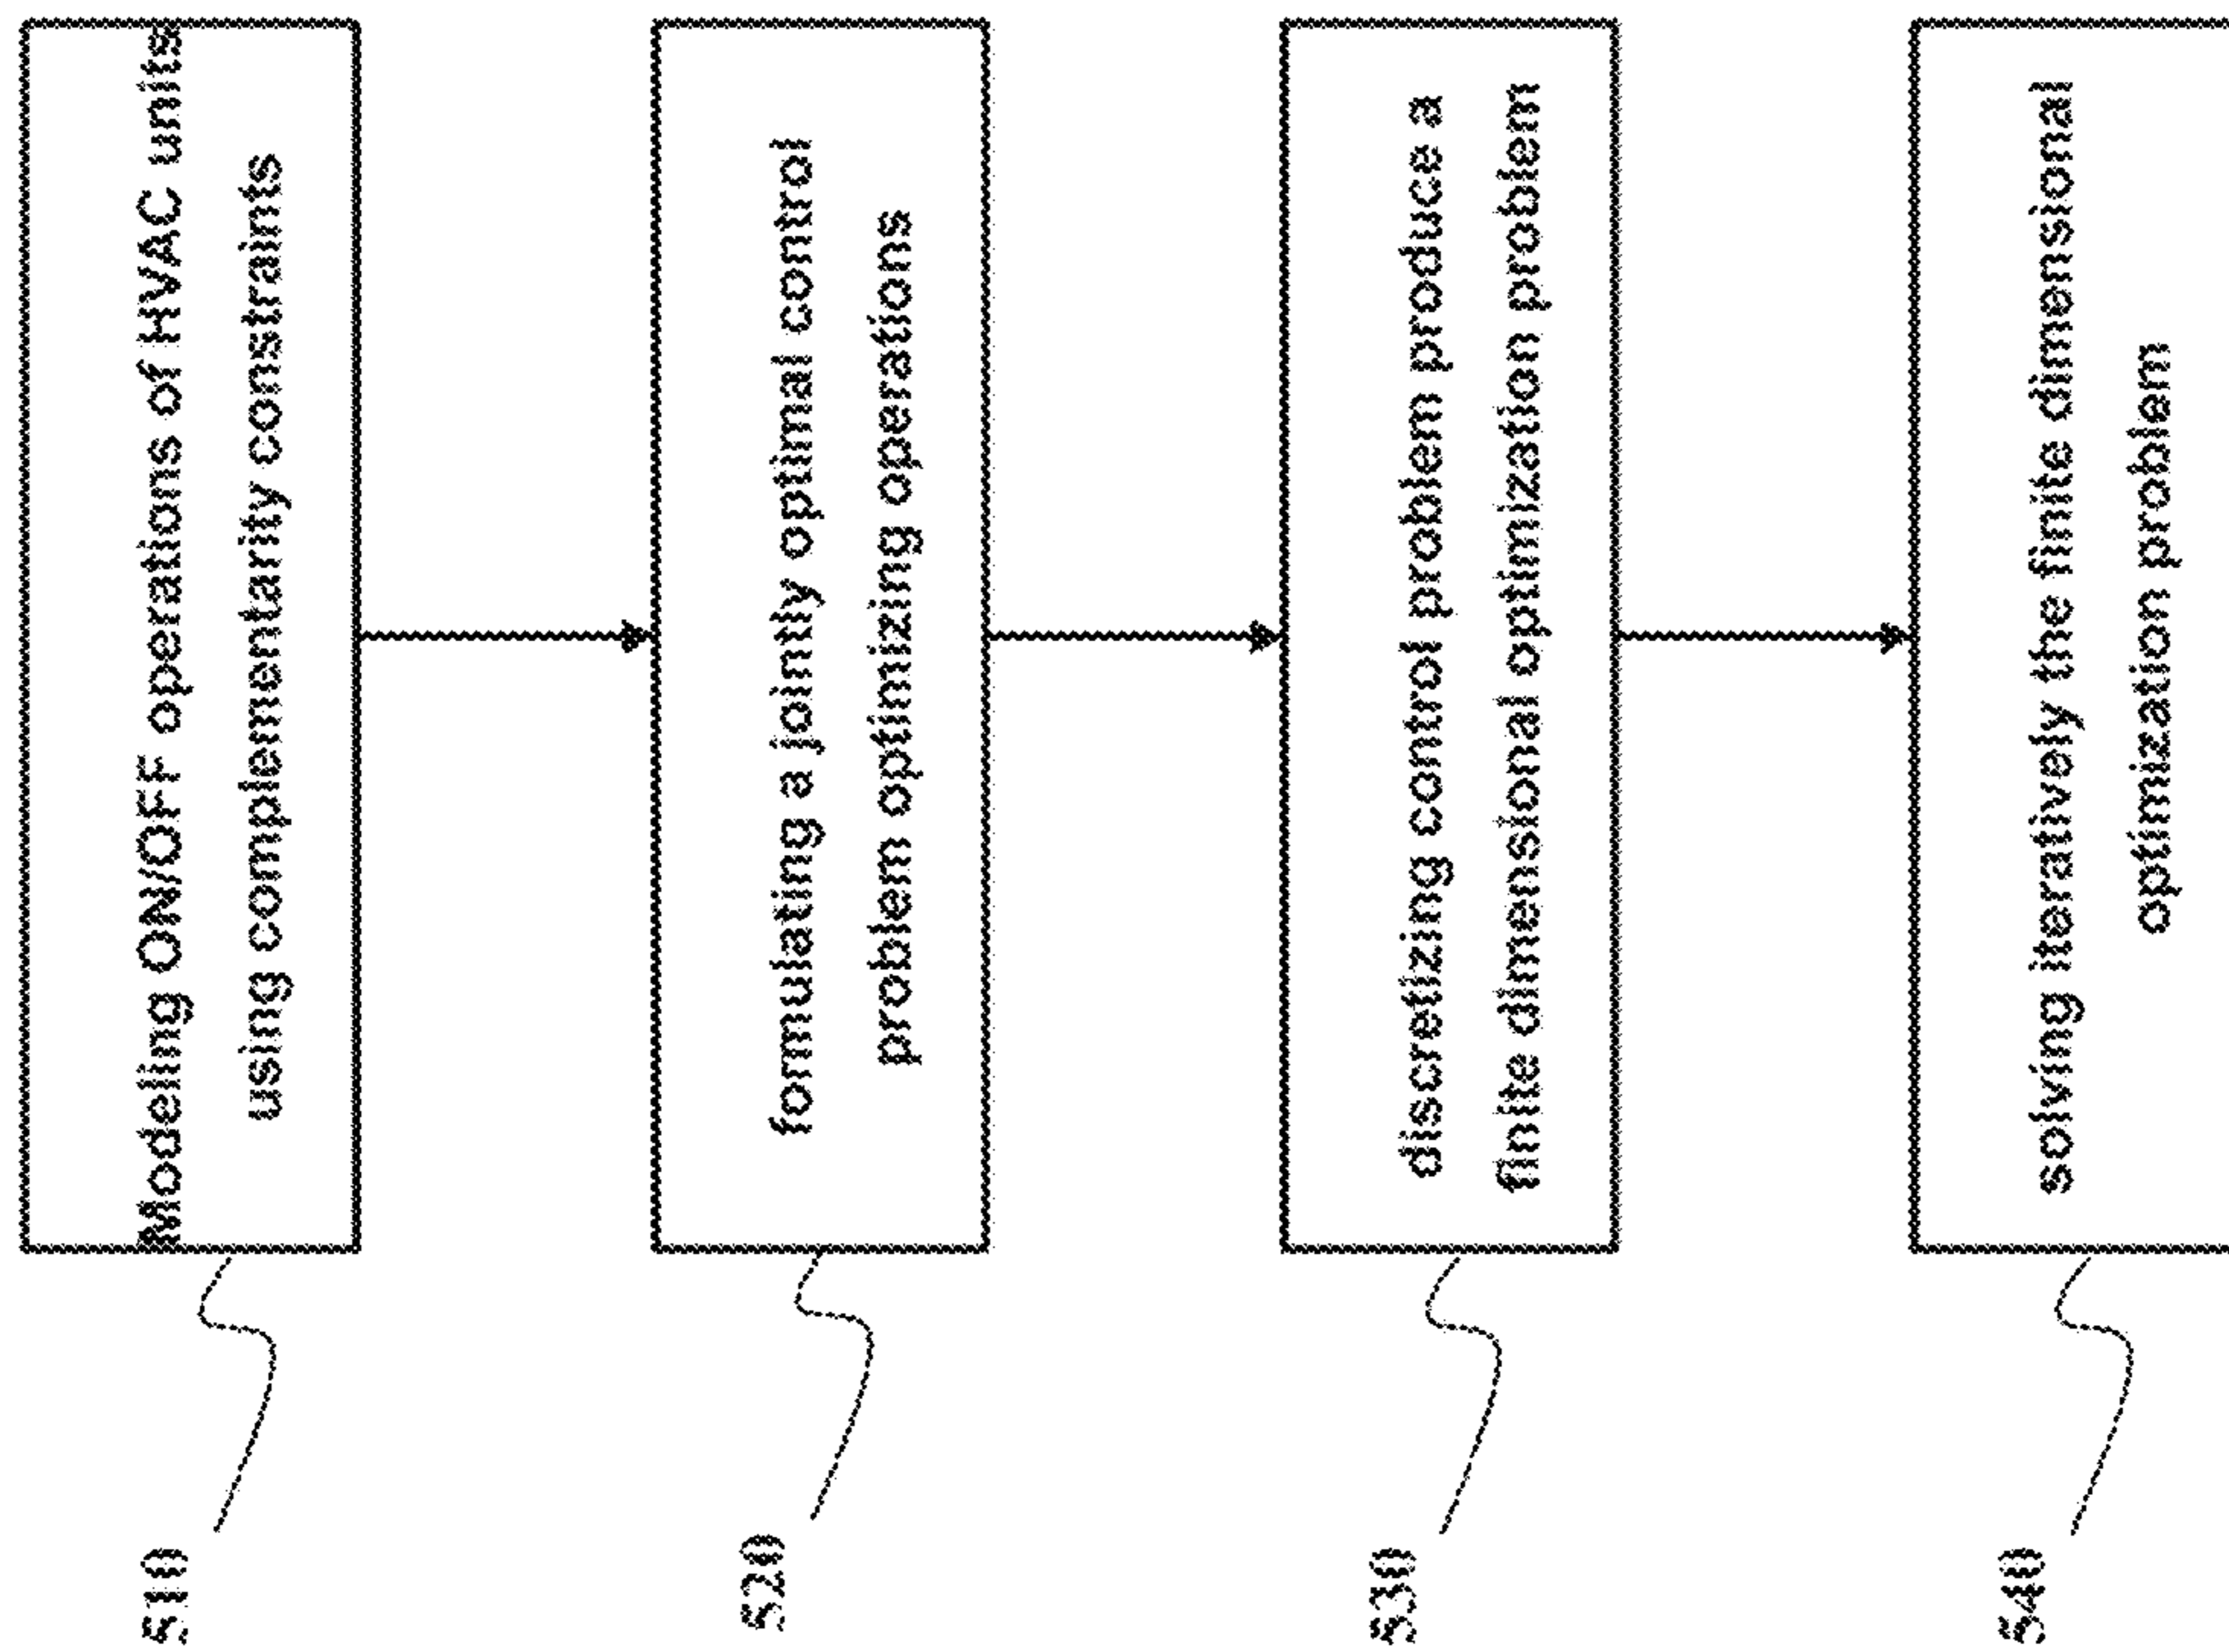 510
Modeling ON/OFF operations of HVAC units
using complementarity constraints
520
formulating a jointly optimal control
problem optimizing operations
530
discretizing control problem produce a
finite dimensional optimization problem
540
solving iteratively the finite dimensional
optimization problem